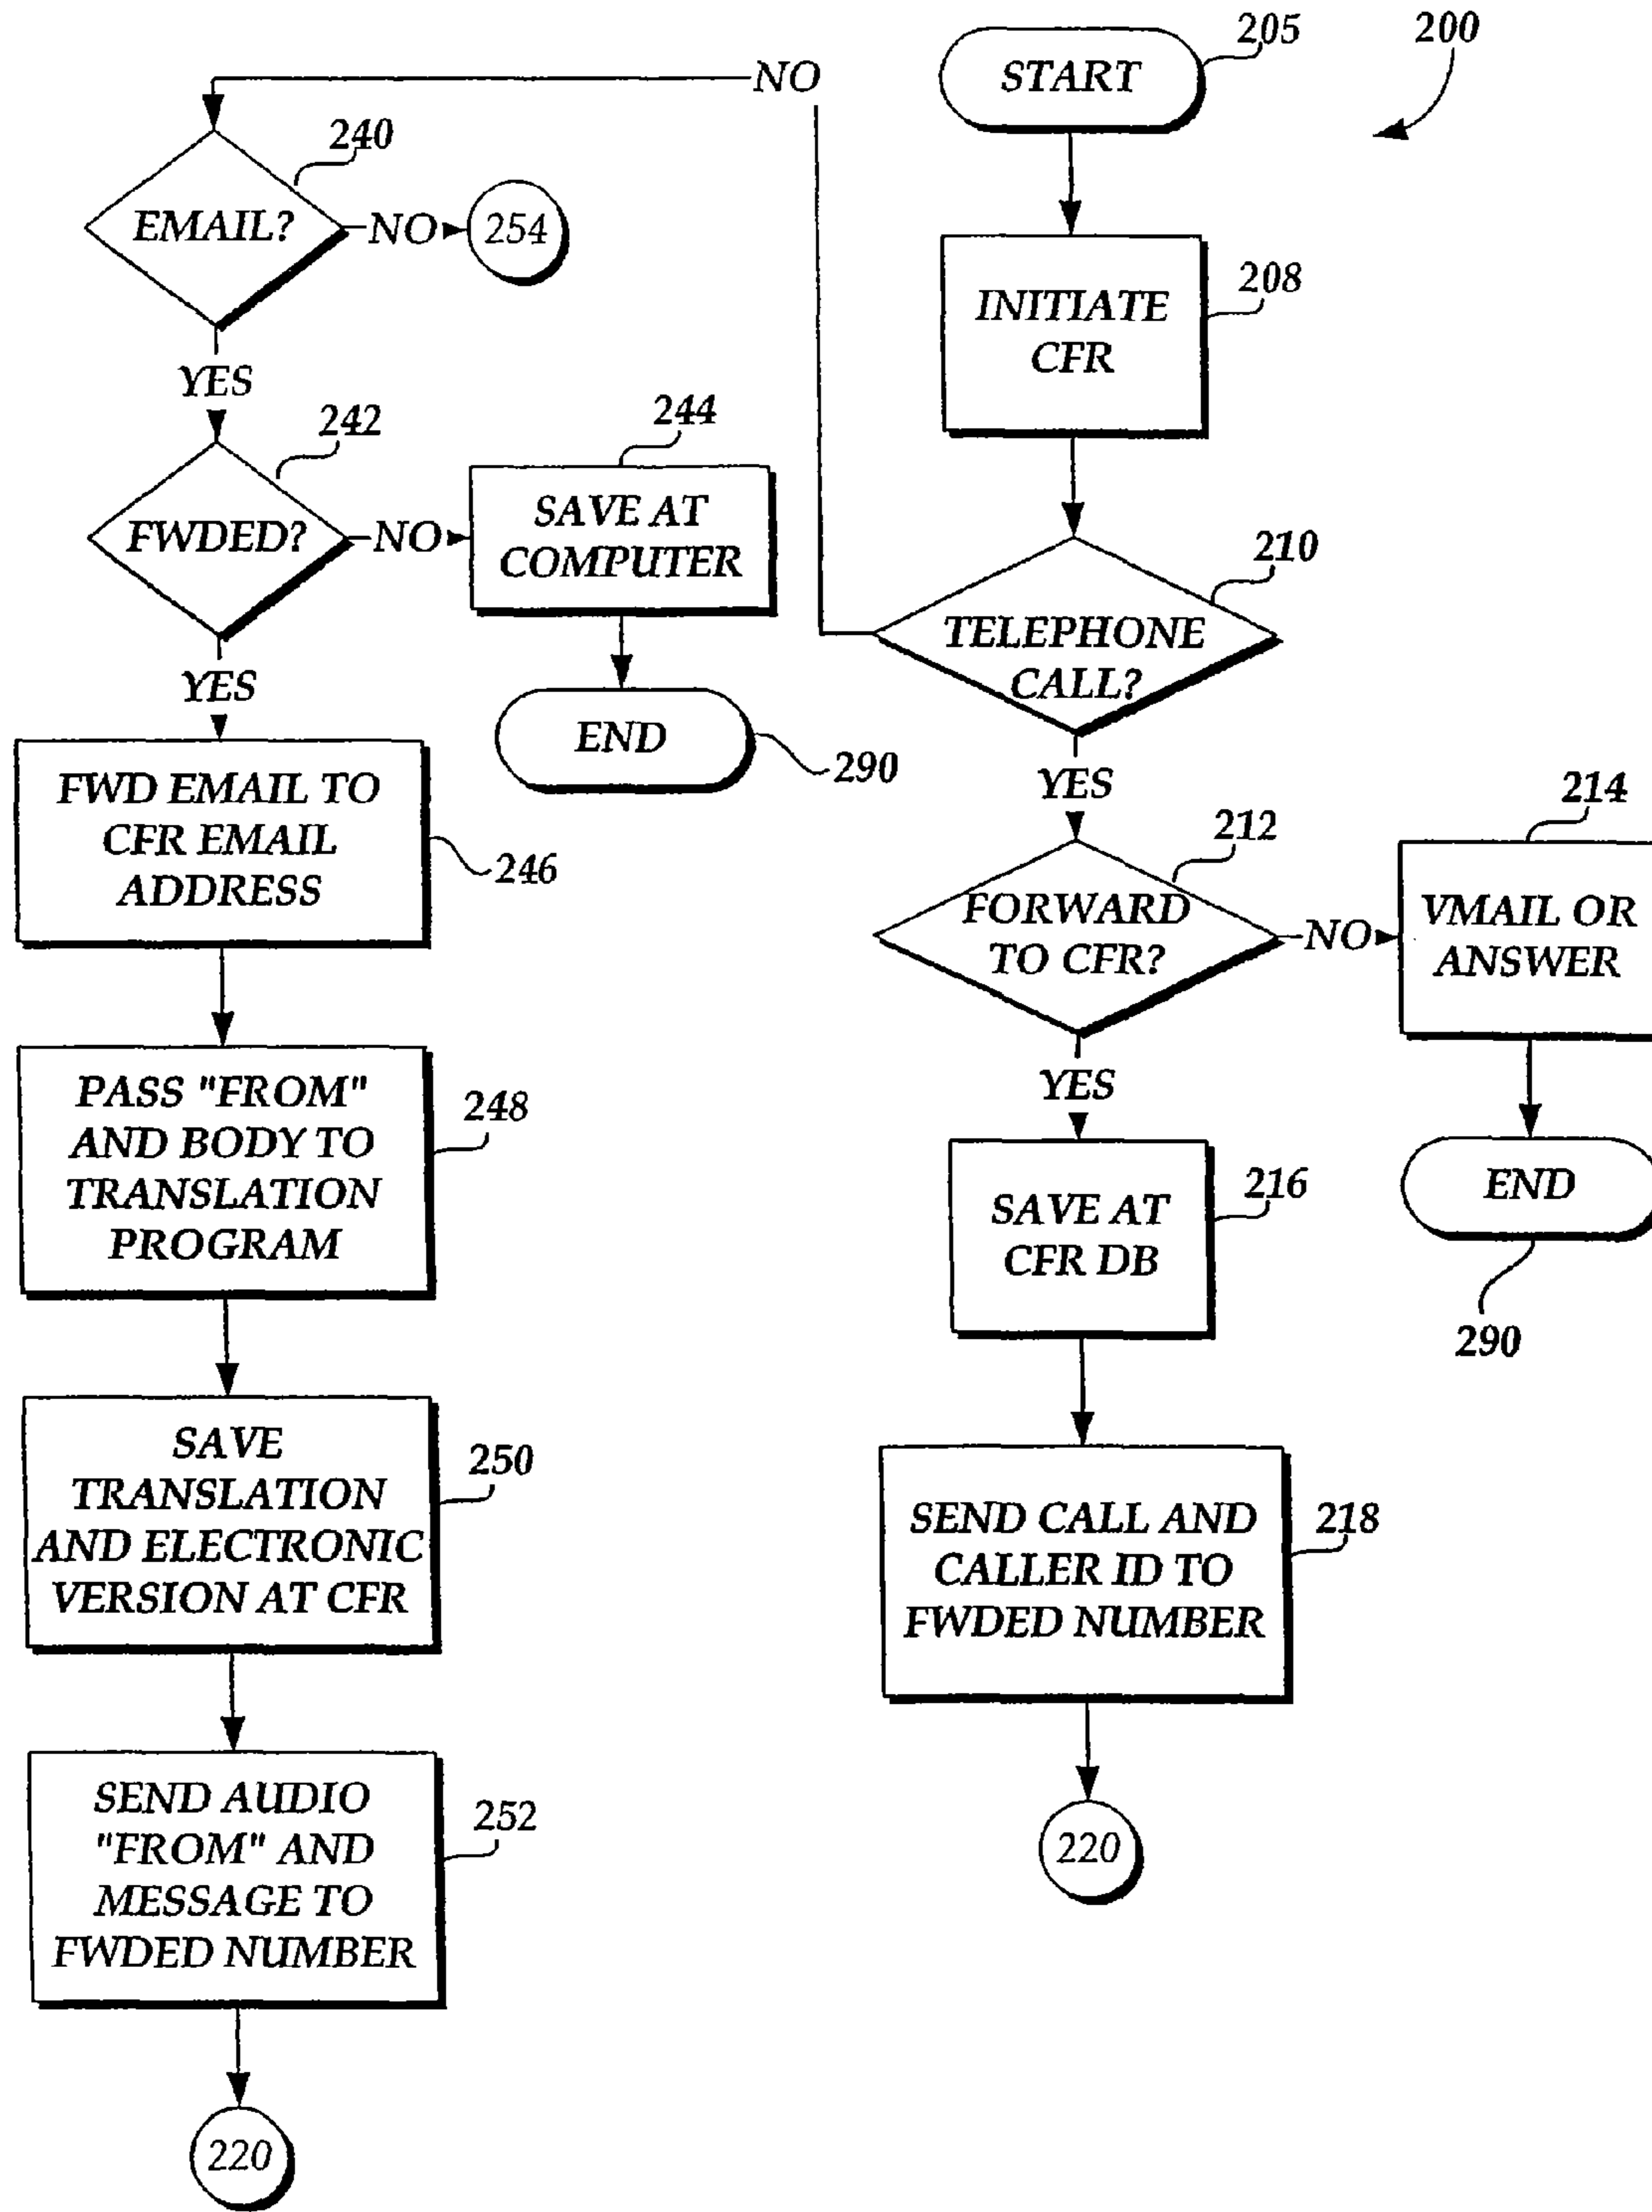 205
200
START
NO
240
EMAIL?
NO
254
208
INITIATE
CFR
YES
242
244
FWDED?
NO
SAVE AT
COMPUTER
210
TELEPHONE
CALL?
YES
END
290
YES
FWD EMAIL TO
CFR EMAIL
ADDRESS
246
212
214
FORWARD
TO CFR?
NO
VMAIL OR
ANSWER
YES
END
290
PASS "FROM"
AND BODY TO
TRANSLATION
PROGRAM
248
SAVE AT
CFR DB
216
SAVE
TRANSLATION
AND ELECTRONIC
VERSION AT CFR
250
SEND CALL AND
CALLER ID TO
FWDED NUMBER
218
SEND AUDIO
"FROM" AND
MESSAGE TO
FWDED NUMBER
252
220
220